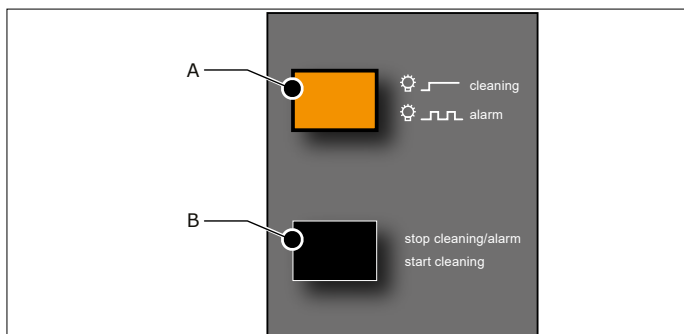 A
cleaning
alarm
B
stop cleaning/alarm
start cleaning